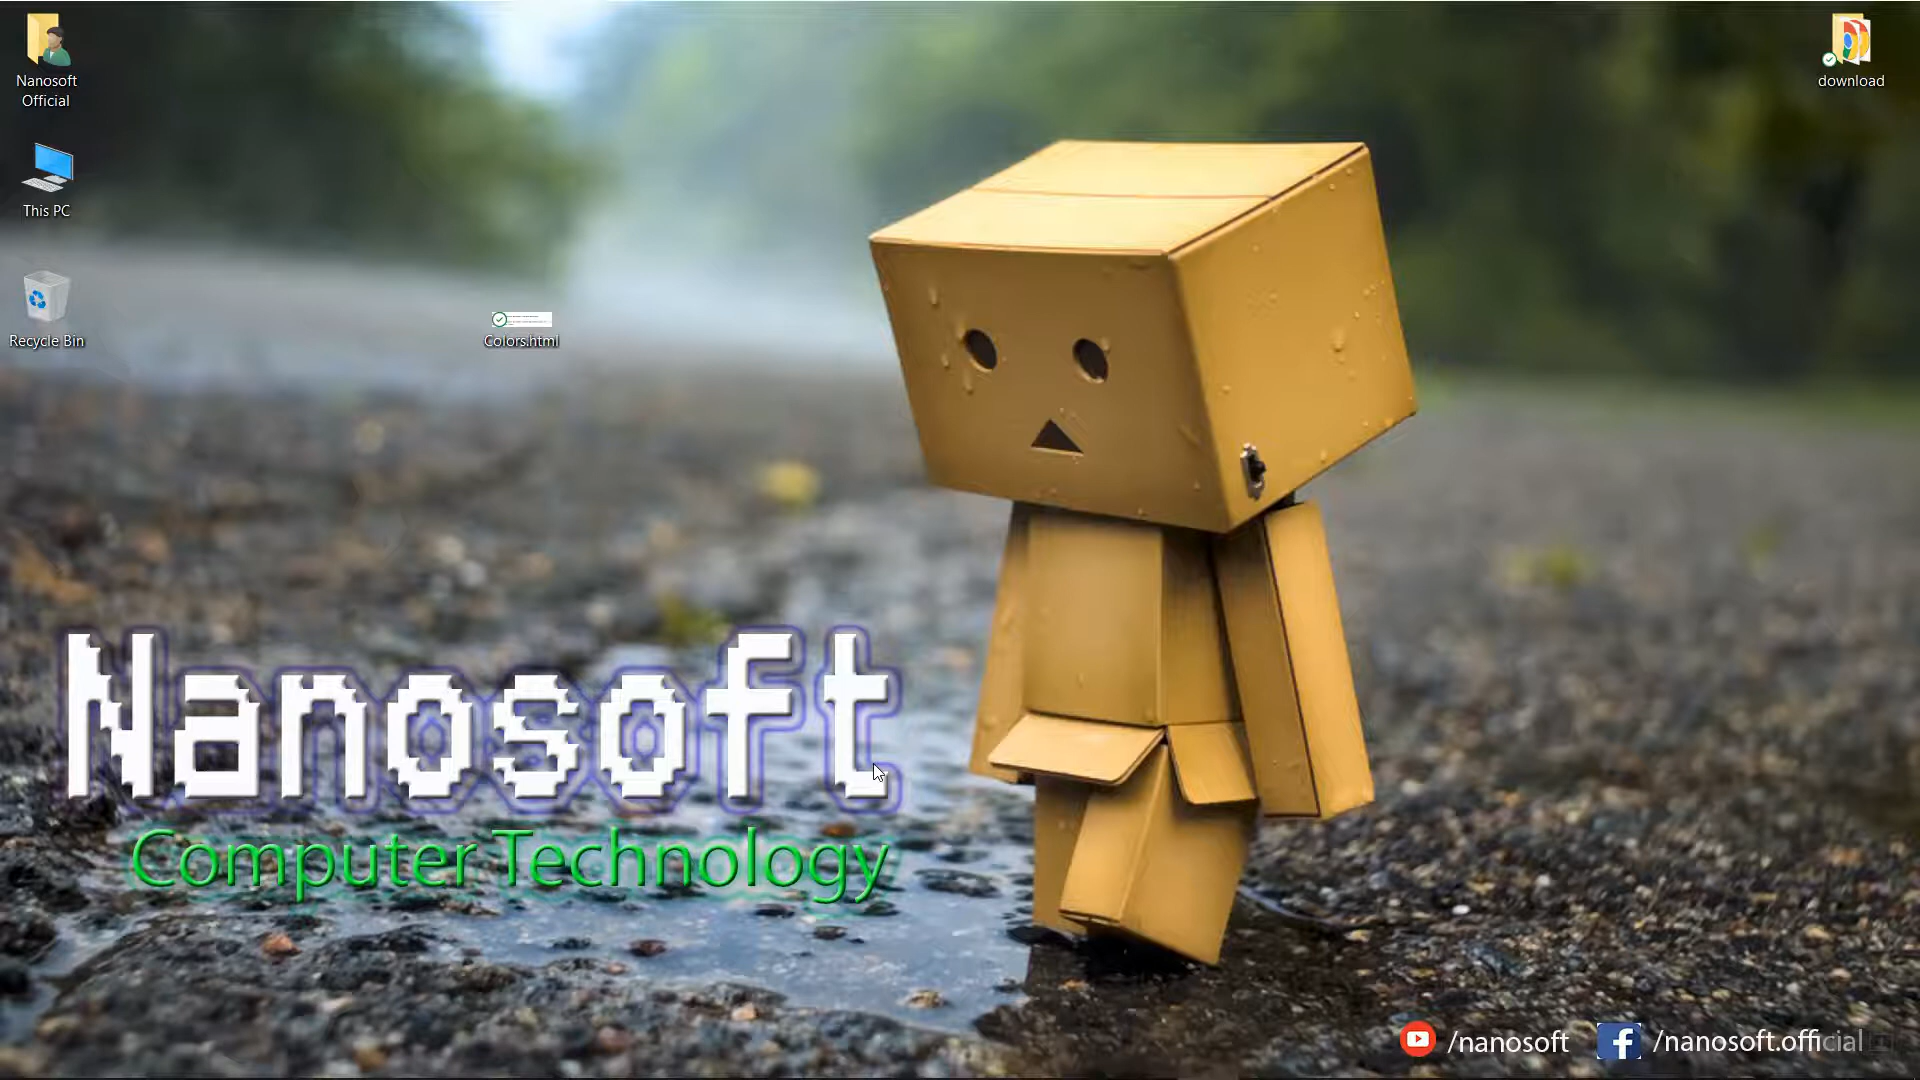 Nanosoft
Official
download
This PC
Recycle Bin
Colors.html
Nanosoft
Computer Technology
/nanosoft
/nanosoft.official